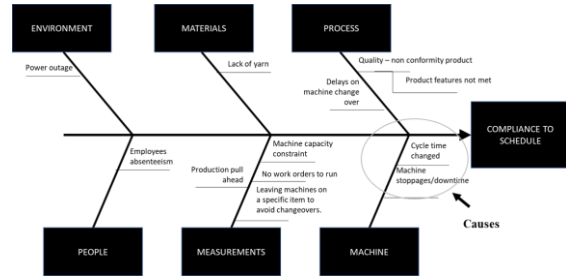 ENVIRONMENT
MATERIALS
PROCESS
Power outage
Lack of yarn
Quality – non conformity product
Product features not met
Delays on
machine change
over
COMPLIANCE TO
SCHEDULE
Employees
absenteeism
Machine capacity
constraint
Production pull
ahead
No work orders to run
Leaving machines on
a specific item to
avoid changeovers.
Cycle time
changed
Machine
stoppages/downtime
Causes
PEOPLE
MEASUREMENTS
MACHINE